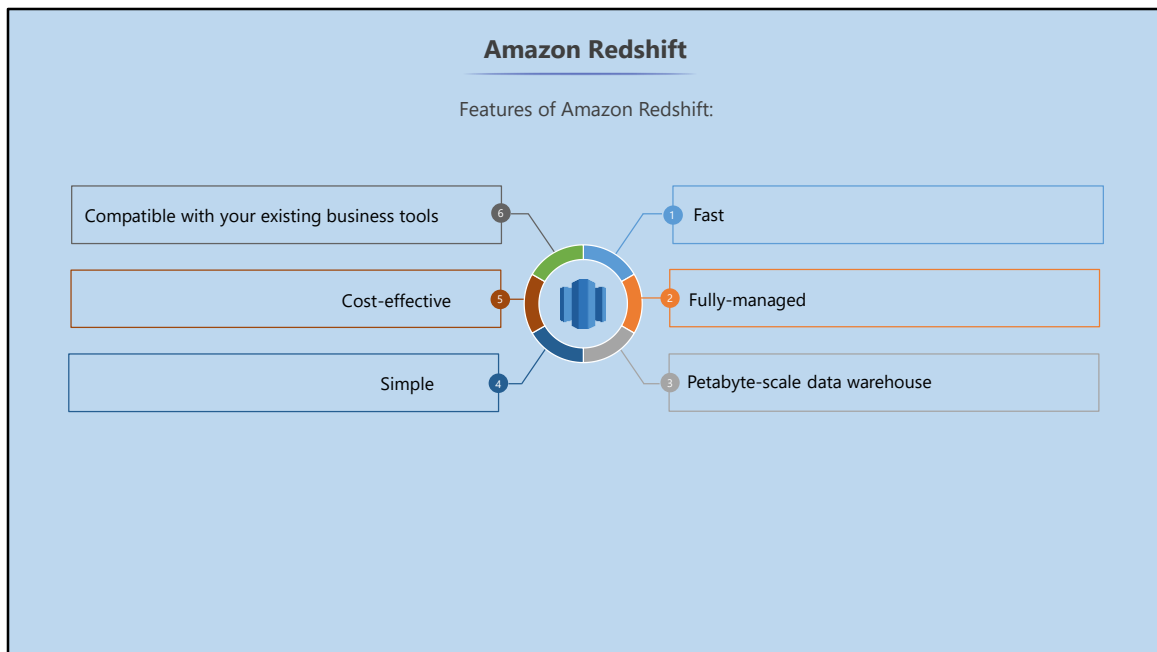 Amazon Redshift
Features of Amazon Redshift:
1 Fast
2 Fully-managed
3 Petabyte-scale data warehouse
Simple 4
Cost-effective 5
Compatible with your existing business tools 6